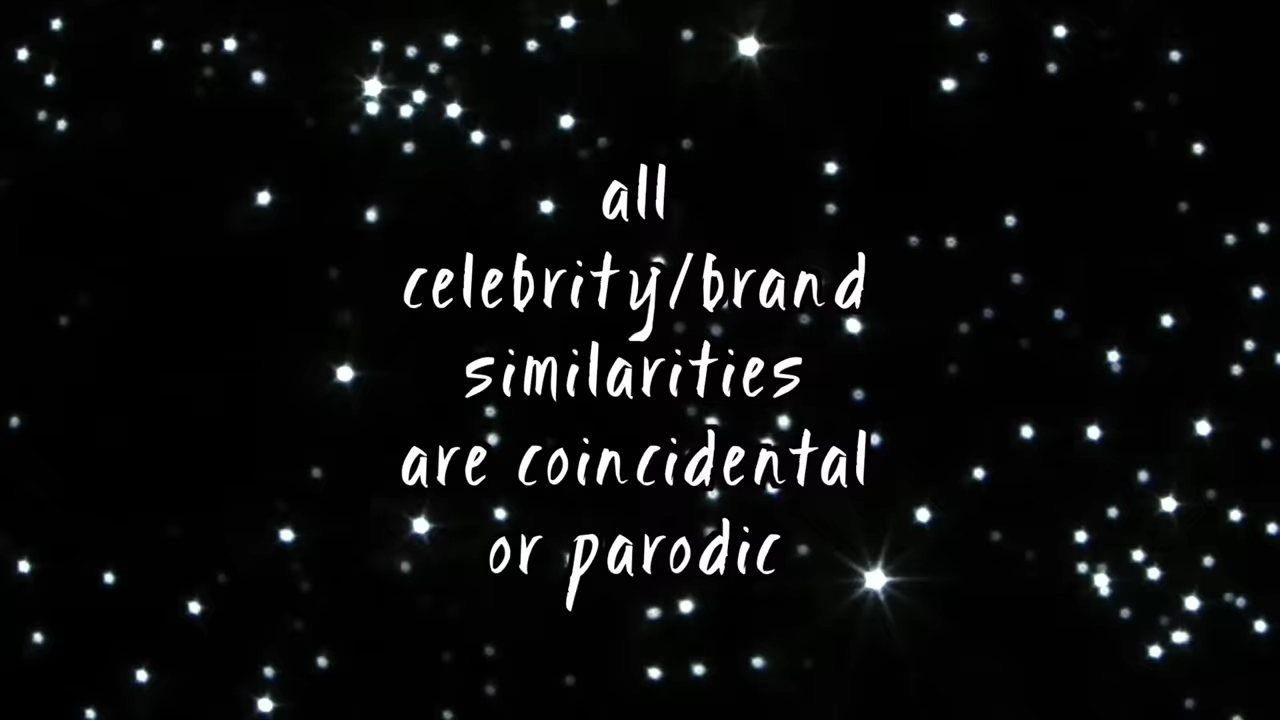 all
celebrity/brand
similarities
are coincidental
or parodic